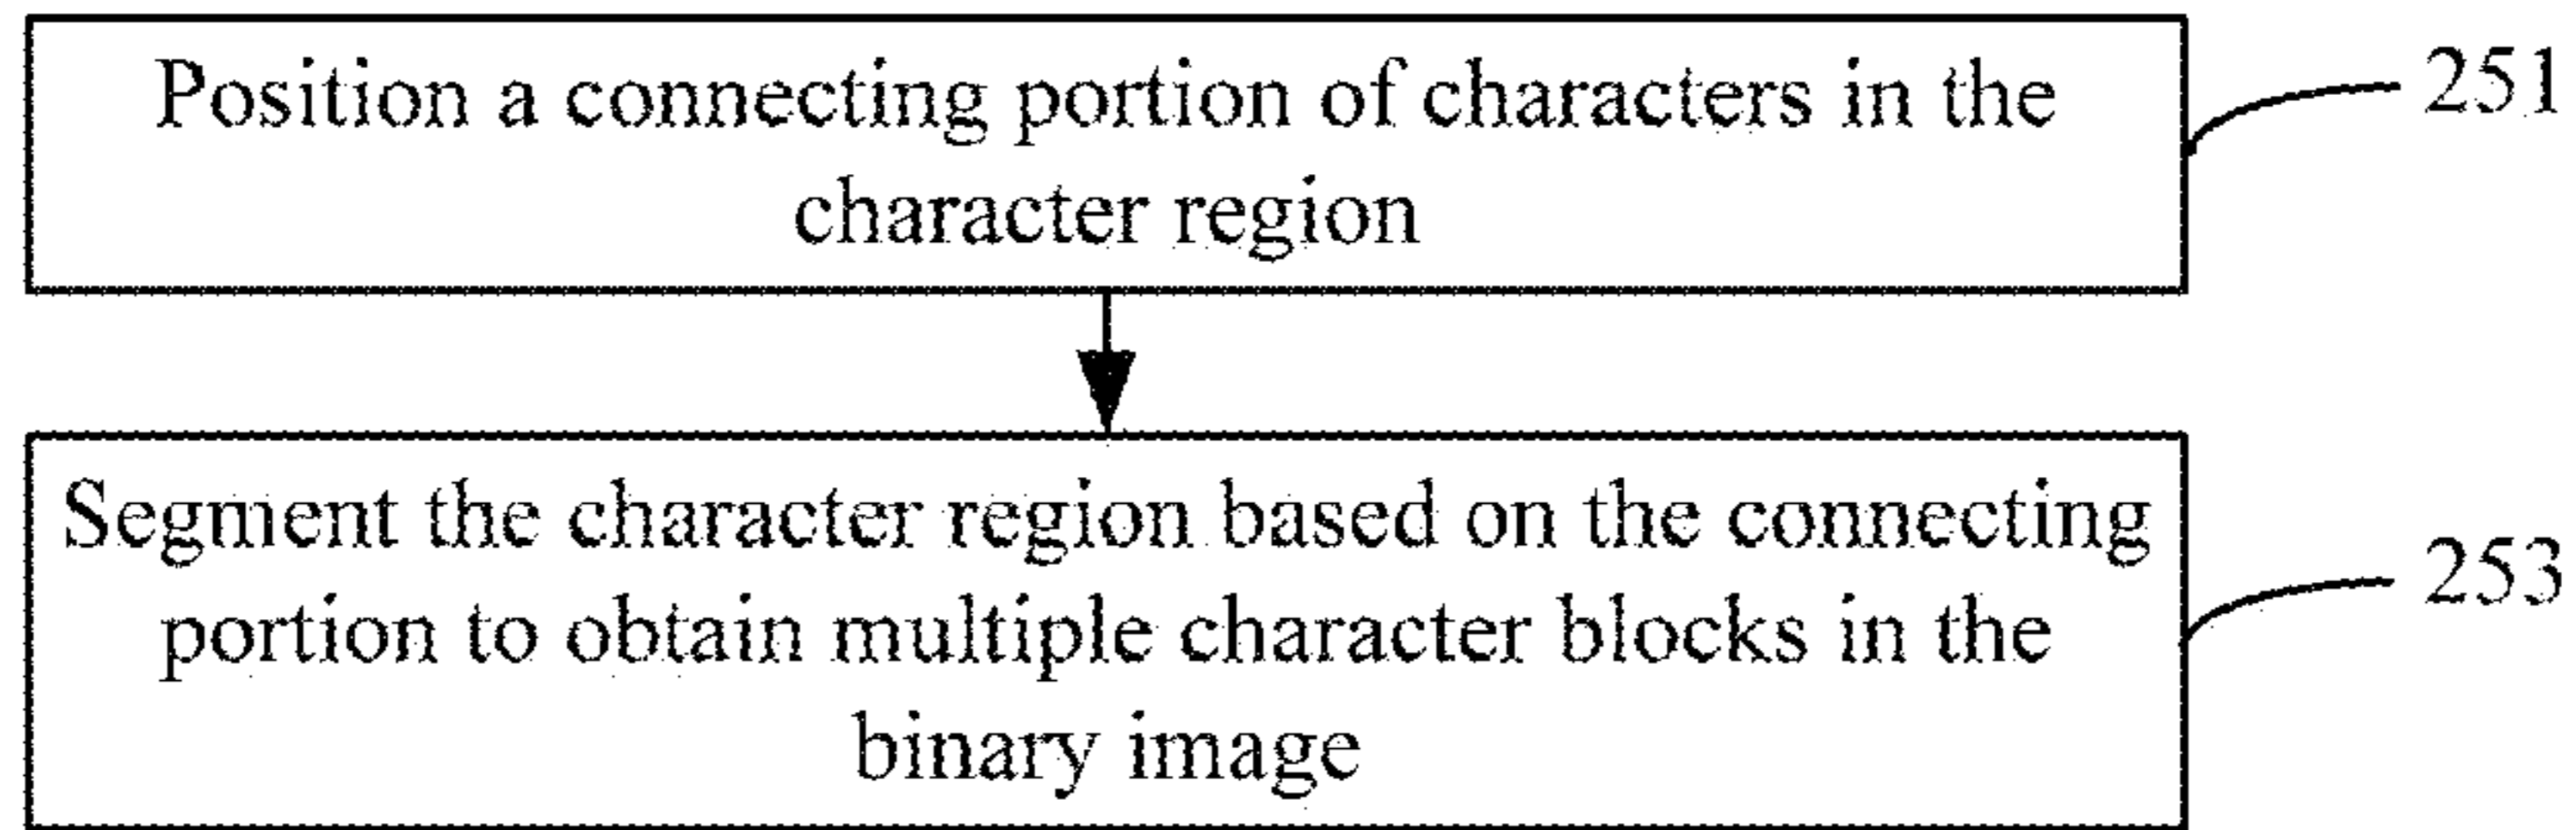 Position a connecting portion of characters in the
character region
251
Segment the character region based on the connecting
portion to obtain multiple character blocks in the
binary image
253